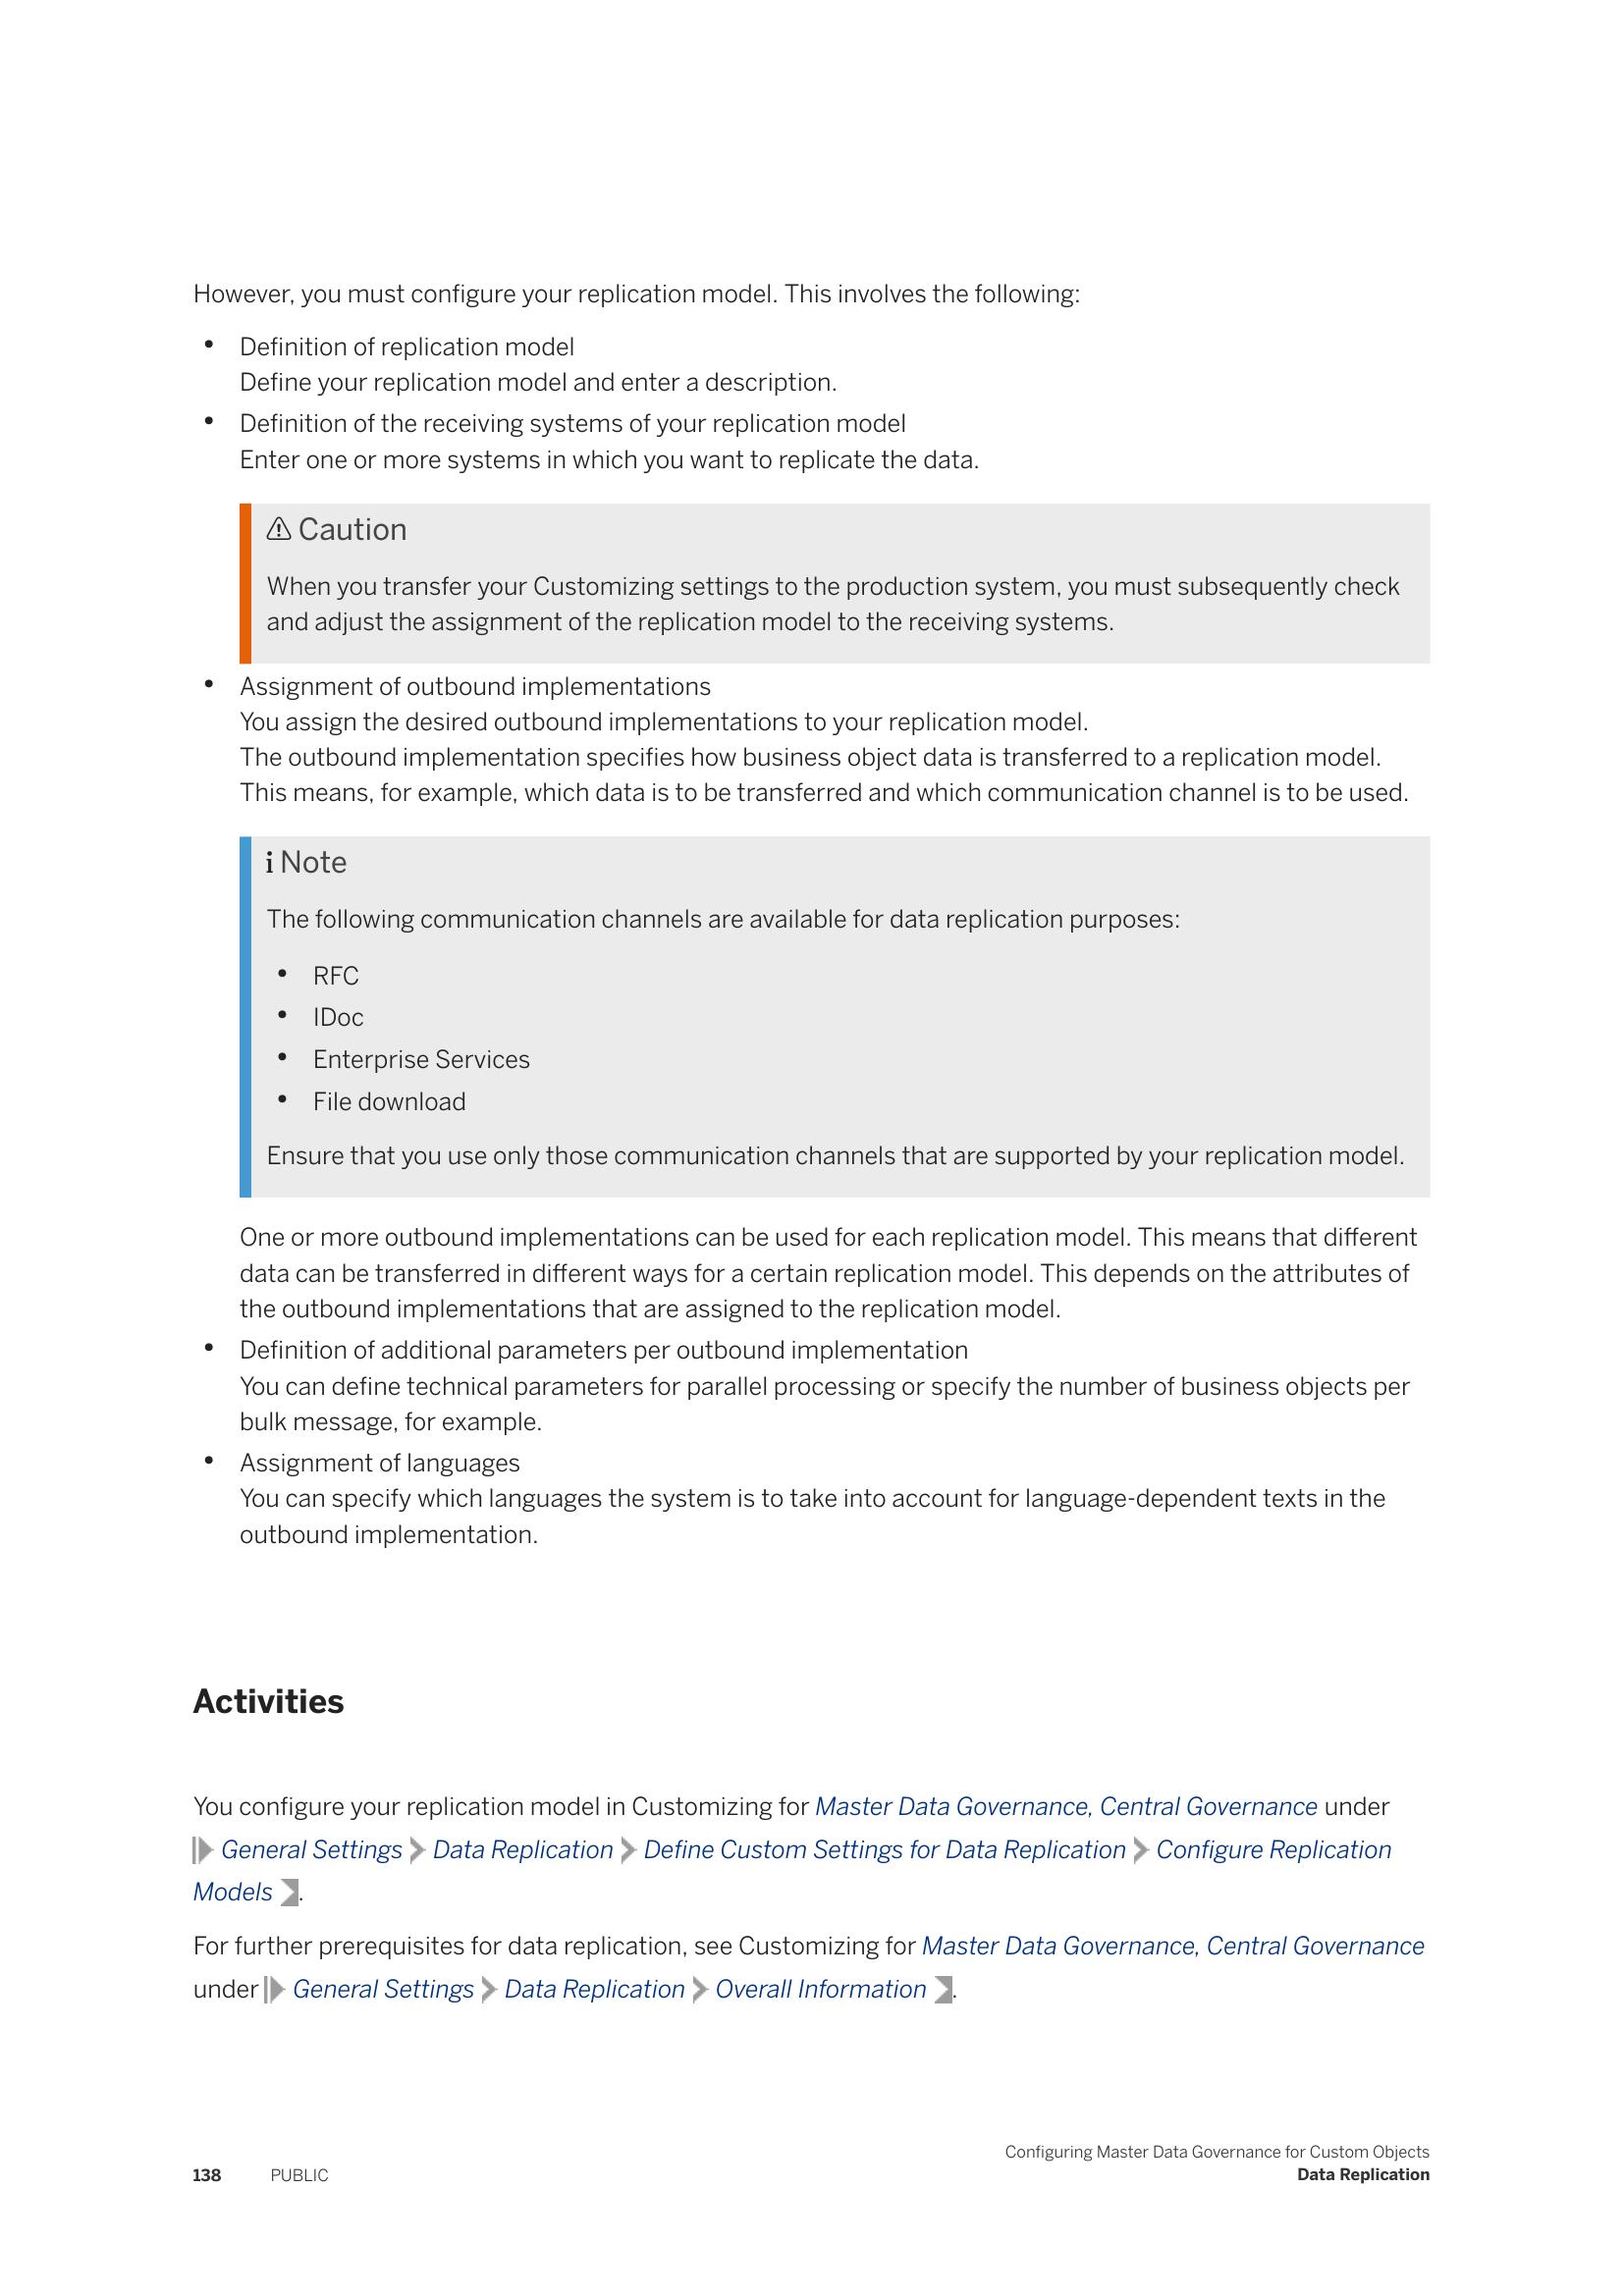 However, you must configure your replication model. This involves the following:
• Definition of replication model
Define your replication model and enter a description.
• Definition of the receiving systems of your replication model
Enter one or more systems in which you want to replicate the data.
⚠ Caution
When you transfer your Customizing settings to the production system, you must subsequently check
and adjust the assignment of the replication model to the receiving systems.
• Assignment of outbound implementations
You assign the desired outbound implementations to your replication model.
The outbound implementation specifies how business object data is transferred to a replication model.
This means, for example, which data is to be transferred and which communication channel is to be used.
i Note
The following communication channels are available for data replication purposes:
• RFC
• IDoc
• Enterprise Services
• File download
Ensure that you use only those communication channels that are supported by your replication model.
One or more outbound implementations can be used for each replication model. This means that different
data can be transferred in different ways for a certain replication model. This depends on the attributes of
the outbound implementations that are assigned to the replication model.
• Definition of additional parameters per outbound implementation
You can define technical parameters for parallel processing or specify the number of business objects per
bulk message, for example.
• Assignment of languages
You can specify which languages the system is to take into account for language-dependent texts in the
outbound implementation.
Activities
You configure your replication model in Customizing for Master Data Governance, Central Governance under
General Settings Data Replication Define Custom Settings for Data Replication Configure Replication
Models .
For further prerequisites for data replication, see Customizing for Master Data Governance, Central Governance
under General Settings Data Replication Overall Information .
Configuring Master Data Governance for Custom Objects
138 PUBLIC Data Replication